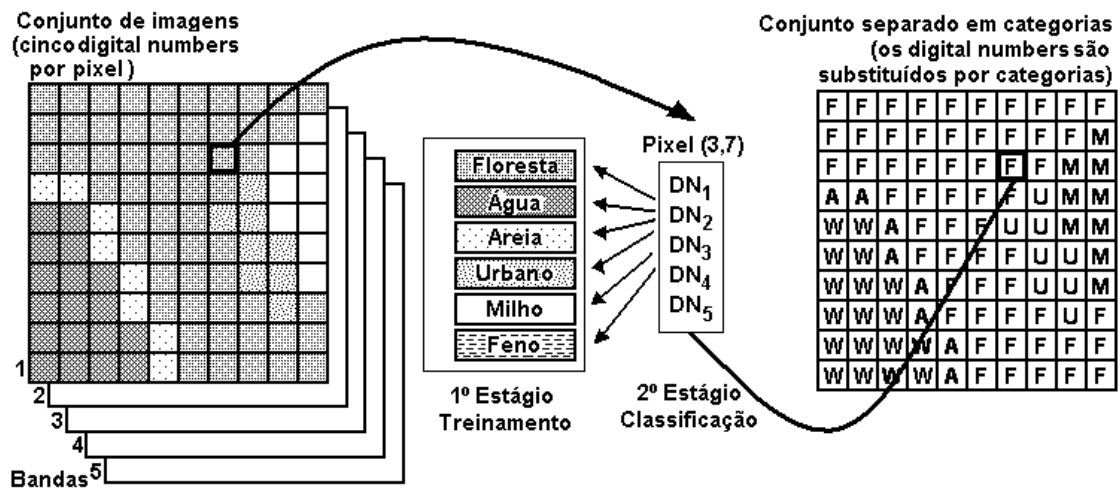 Conjunto de imagens
(cinco digital numbers
por pixel)
1
2
3
4
Bandas 5
Floresta
Água
Areia
Urbano
Milho
Feno
1º Estágio
Treinamento
Pixel (3,7)
DN1
DN2
DN3
DN4
DN5
2º Estágio
Classificação
Conjunto separado em categorias
(os digital numbers são
substituídos por categorias)
F F F F F F F F F F
F F F F F F F F F M
F F F F F F F F M M
A A F F F F F U M M
W W A F F F U U M M
W W A F F F F U U M
W W W A F F F U U M
W W W A F F F F U F
W W W W A F F F F F
W W W W A F F F F F